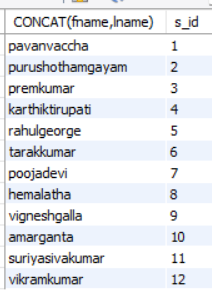 CONCAT(fname,lname) s_id
pavanvaccha 1
purushothamgayam 2
premkumar 3
karthiktirupati 4
rahulgeorge 5
tarakkumar 6
poojadevi 7
hemalatha 8
vigneshgalla 9
amarganta 10
suriyasivakumar 11
vikramkumar 12